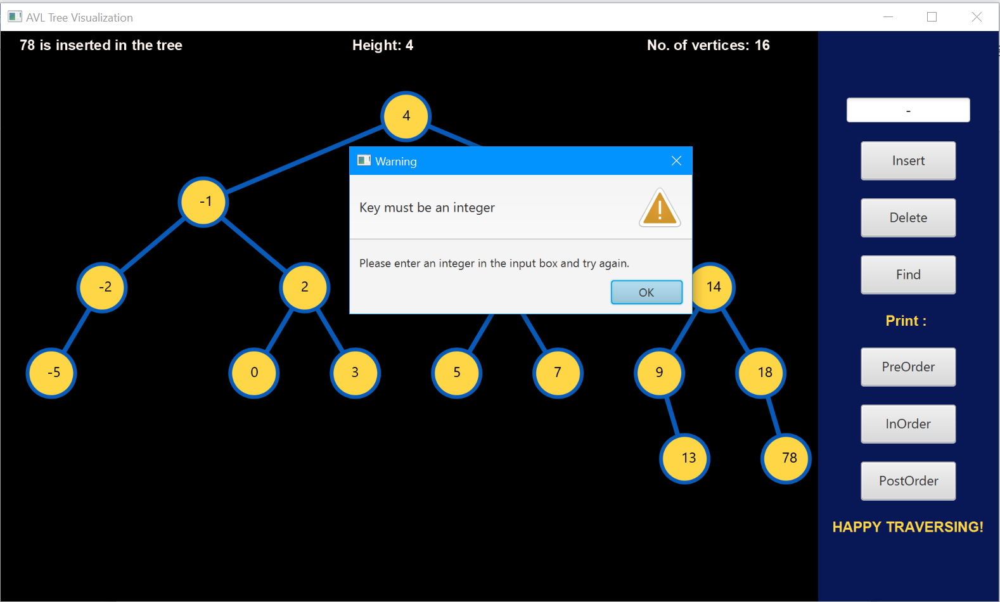 AVL Tree Visualization
78 is inserted in the tree
Height: 4
No. of vertices: 16
4
-
Warning
Insert
-1
Key must be an integer
Delete
Please enter an integer in the input box and try again.
Find
-2
2
14
OK
Print :
-5
0
3
5
7
9
18
PreOrder
InOrder
13
78
PostOrder
HAPPY TRAVERSING!